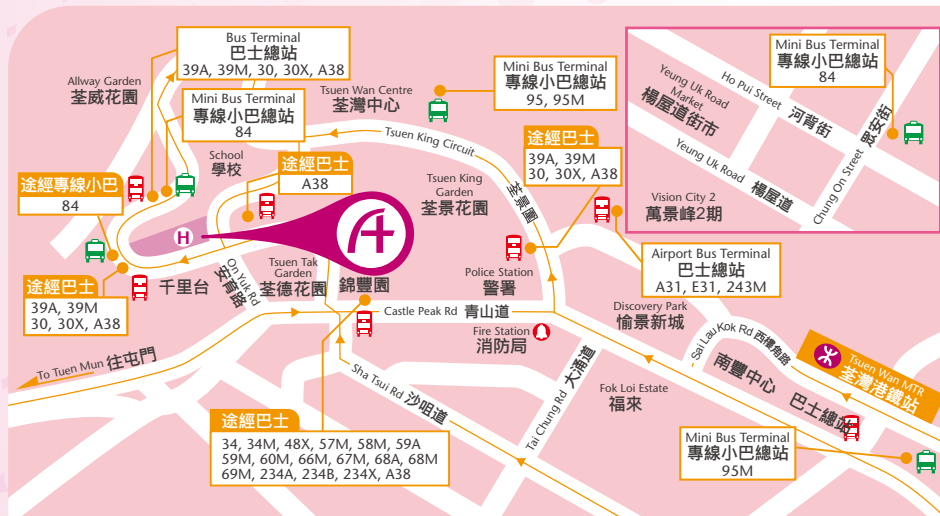 Bus Terminal
巴士總站
39A, 39M, 30, 30X, A38
Allway Garden
荃威花園
Mini Bus Terminal
專線小巴總站
84
Tsuen Wan Centre
荃灣中心
Mini Bus Terminal
專線小巴總站
95, 95M
Mini Bus Terminal
專線小巴總站
84
Yeung Uk Road
Market
楊屋道街市
Ho Pui Street 河背街
Yeung Uk Road 楊屋道
Chung On Street 眾安街
School
學校
途經巴士
A38
Tsuen King Circuit
荃景圍
Tsuen King
Garden
荃景花園
途經巴士
39A, 39M
30, 30X, A38
途經專線小巴
84
H
Vision City 2
萬景峰2期
Airport Bus Terminal
巴士總站
A31, E31, 243M
途經巴士
39A, 39M
30, 30X, A38
千里台
On Yuk Rd
安育路
Tsuen Tak
Garden
荃德花園
錦豐園
Police Station
警署
Castle Peak Rd 青山道
Fire Station
消防局
Discovery Park
愉景新城
Sai Lau Kok Rd 西樓角路
Tsuen Wan MTR
荃灣港鐵站
To Tuen Mun 往屯門
Sha Tsui Rd 沙咀道
Tai Chung Rd 大涌道
Fok Loi Estate
福來
南豐中心
巴士總站
途經巴士
34, 34M, 48X, 57M, 58M, 59A
59M, 60M, 66M, 67M, 68A, 68M
69M, 234A, 234B, 234X, A38
Mini Bus Terminal
專線小巴總站
95M